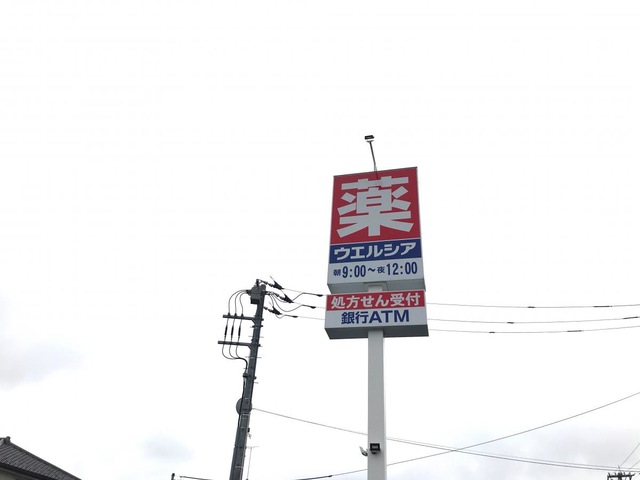 薬
ウエルシア
朝9:00～夜12:00
処方せん受付
銀行ATM